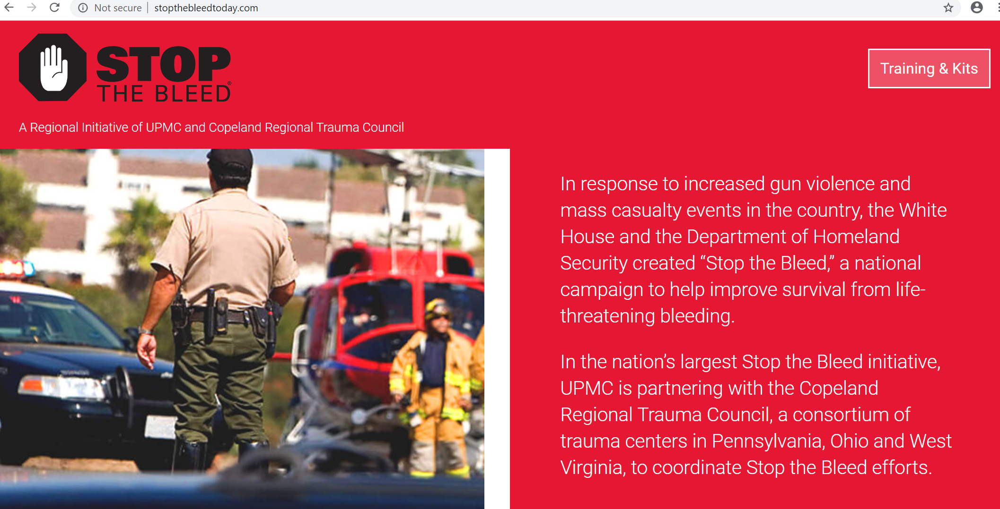 Not secure | stopthebleedtoday.com
STOP
THE BLEED®
Training & Kits
A Regional Initiative of UPMC and Copeland Regional Trauma Council
In response to increased gun violence and
mass casualty events in the country, the White
House and the Department of Homeland
Security created “Stop the Bleed,” a national
campaign to help improve survival from life-
threatening bleeding.
In the nation’s largest Stop the Bleed initiative,
UPMC is partnering with the Copeland
Regional Trauma Council, a consortium of
trauma centers in Pennsylvania, Ohio and West
Virginia, to coordinate Stop the Bleed efforts.